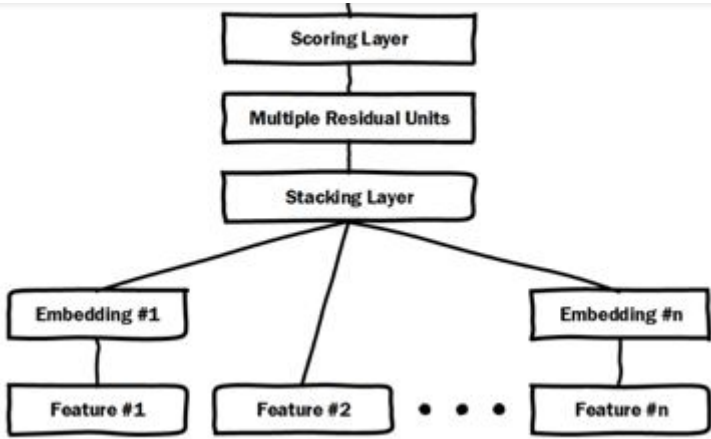 Scoring Layer
Multiple Residual Units
Stacking Layer
Embedding #1
Embedding #n
Feature #1
Feature #2
Feature #n